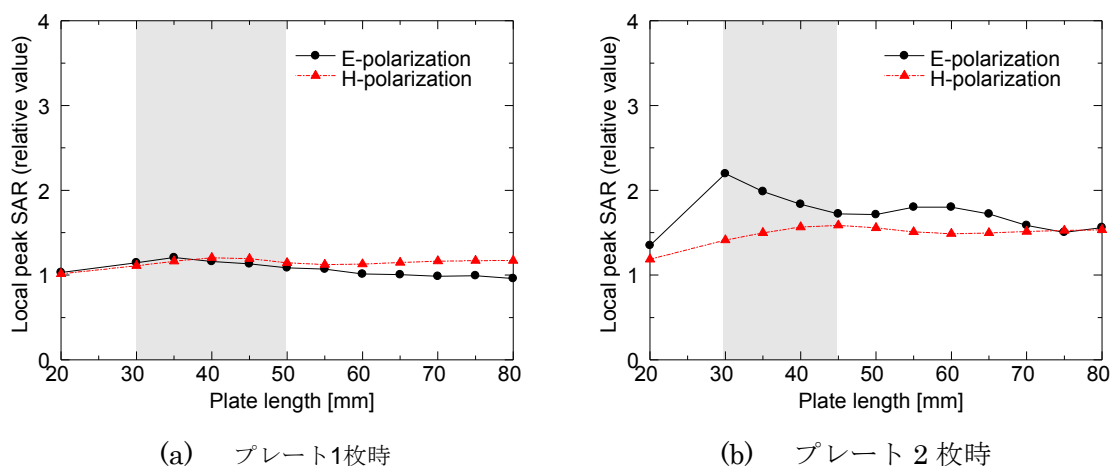 4
3
2
1
0
Local peak SAR (relative value)
E-polarization
H-polarization
20 30 40 50 60 70 80
Plate length [mm]
(a) プレート1枚時
4
3
2
1
0
Local peak SAR (relative value)
E-polarization
H-polarization
20 30 40 50 60 70 80
Plate length [mm]
(b) プレート 2 枚時